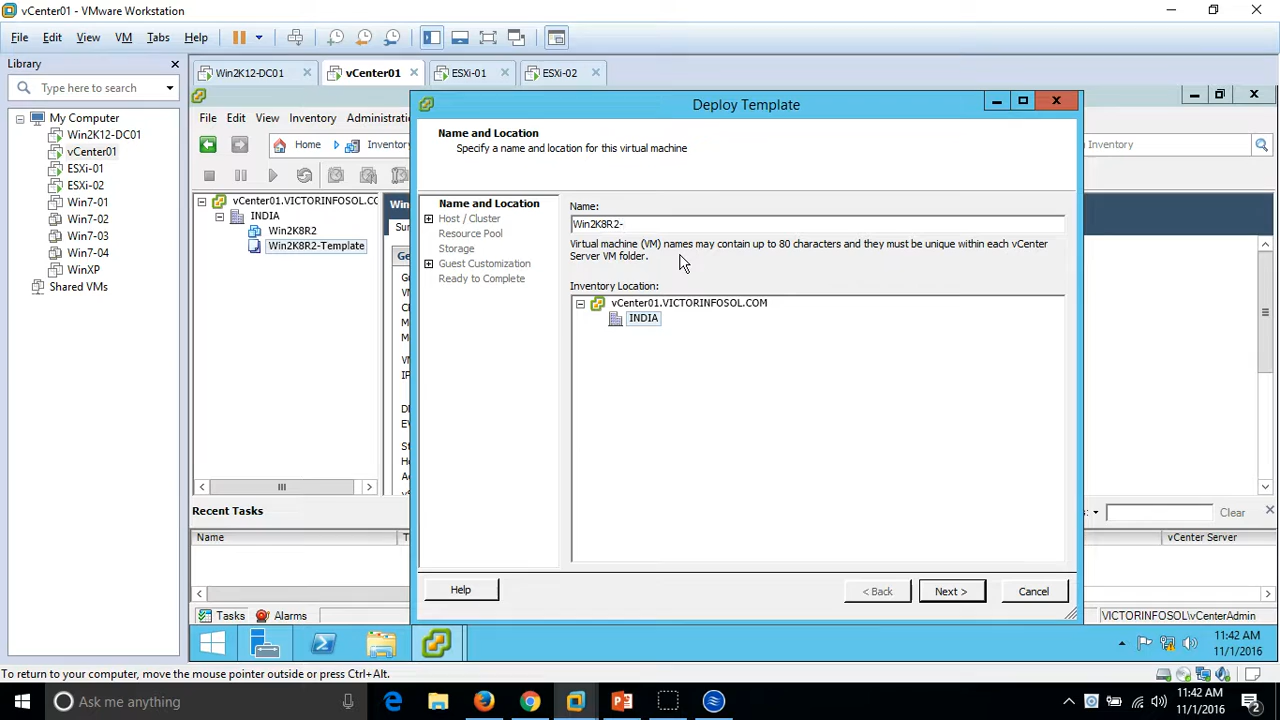 vCenter01 - VMware Workstation
File Edit View VM Tabs Help
Library
Type here to search
My Computer
Win2K12-DC01
vCenter01
ESXi-01
ESXi-02
Win7-01
Win7-02
Win7-03
Win7-04
WinXP
Shared VMs
Win2K12-DC01 vCenter01 ESXi-01 ESXi-02
File Edit View Inventory
Home Inventory
vCenter01.VICTORINFOSOL.CO
INDIA
Win2K8R2
Win2K8R2-Template
Deploy Template
Name and Location
Specify a name and location for this virtual machine
Name and Location
Host / Cluster
Resource Pool
Storage
Guest Customization
Ready to Complete
Name:
Win2K8R2-
Virtual machine (VM) names may contain up to 80 characters and they must be unique within each vCenter
Server VM folder.
Inventory Location:
vCenter01.VICTORINFOSOL.COM
INDIA
Help < Back Next > Cancel
Inventory
Recent Tasks
Clear
Name
vCenter Server
Tasks Alarms
VICTORINFOSOL\vCenterAdmin
11:42 AM
11/1/2016
To return to your computer, move the mouse pointer outside or press Ctrl+Alt.
Ask me anything
11:42 AM
11/1/2016
2